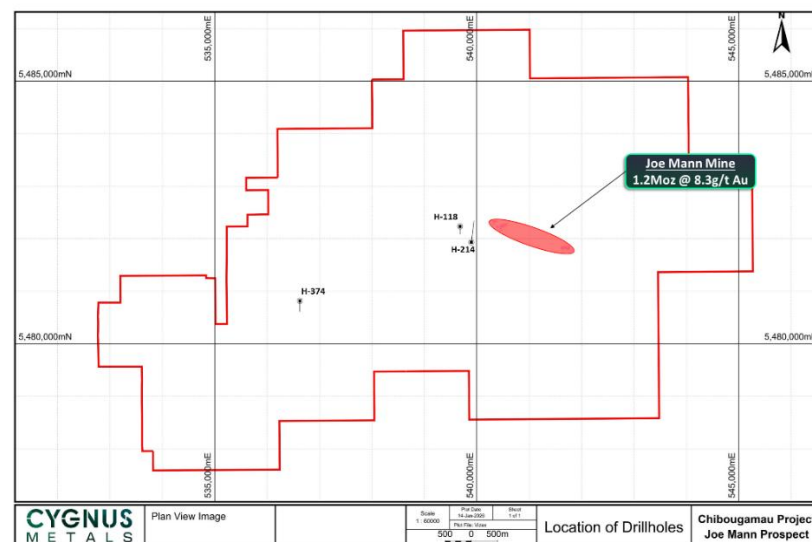 535,000mE
540,000mE
545,000mE
N
5,485,000mN
5,485,000mN
Joe Mann Mine
1.2Moz @ 8.3g/t Au
H-118
H-214
H-374
5,480,000mN
5,480,000mN
535,000mE
540,000mE
545,000mE
CYGNUS
METALS
Plan View Image
Scale
1 : 60000
Plot Date
Sheet
1 of 1
500 0 500m
Location of Drillholes
Chibougamau Project
Joe Mann Prospect